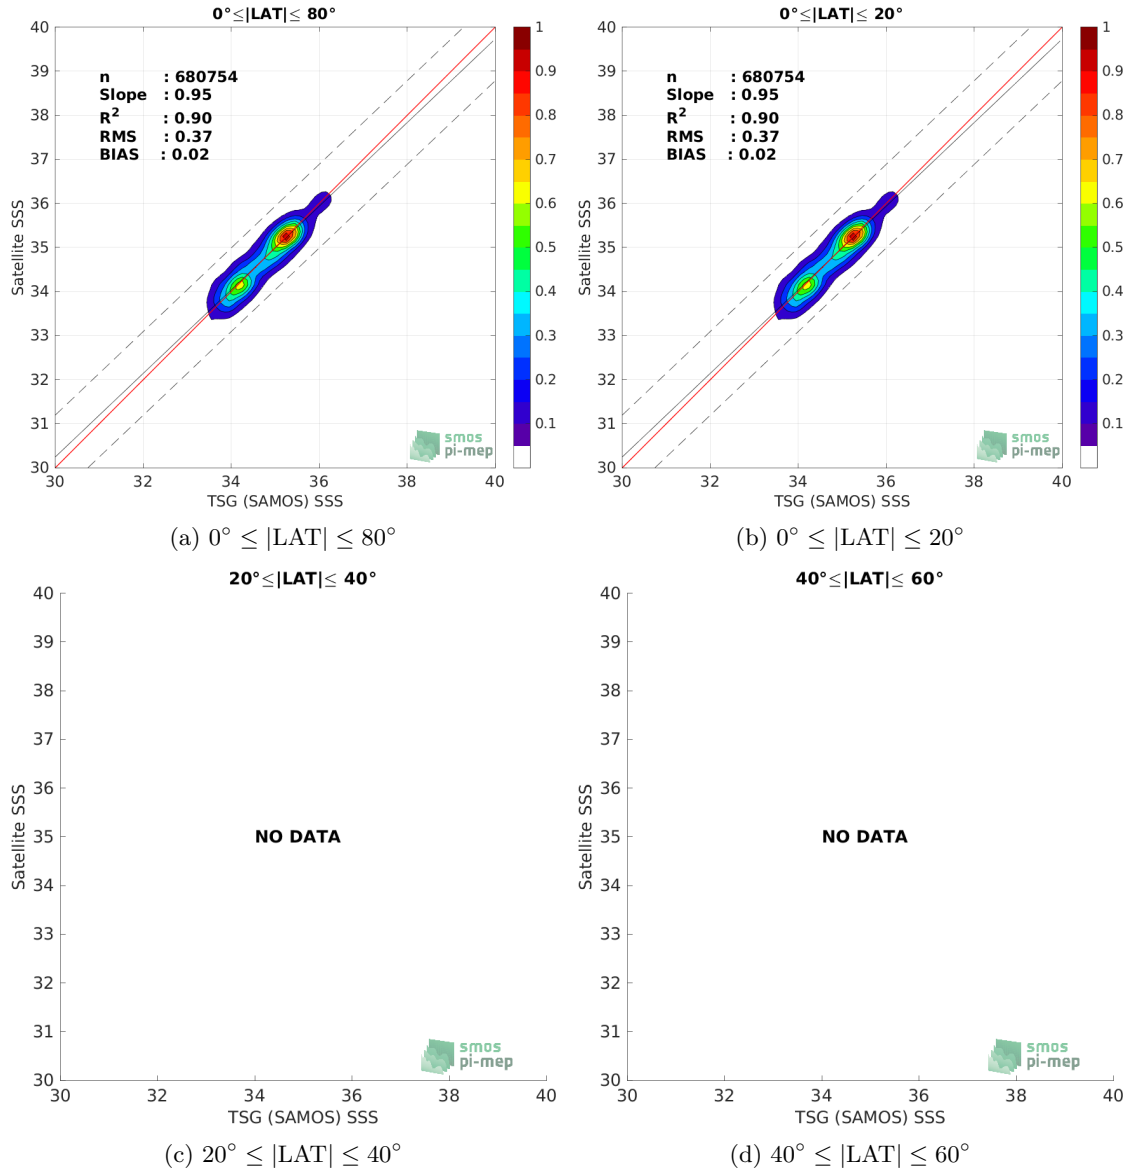 0°≤|LAT|≤ 80°
40
39
38
37
36
35
34
33
32
31
30
Satellite SSS
n : 680754
Slope : 0.95
R² : 0.90
RMS : 0.37
BIAS : 0.02
smos
pi-mep
30 32 34 36 38 40
TSG (SAMOS) SSS
1
0.9
0.8
0.7
0.6
0.5
0.4
0.3
0.2
0.1
(a) 0° ≤ |LAT| ≤ 80°
0°≤|LAT|≤ 20°
40
39
38
37
36
35
34
33
32
31
30
Satellite SSS
n : 680754
Slope : 0.95
R² : 0.90
RMS : 0.37
BIAS : 0.02
smos
pi-mep
30 32 34 36 38 40
TSG (SAMOS) SSS
1
0.9
0.8
0.7
0.6
0.5
0.4
0.3
0.2
0.1
(b) 0° ≤ |LAT| ≤ 20°
20°≤|LAT|≤ 40°
40
39
38
37
36
35
34
33
32
31
30
Satellite SSS
NO DATA
smos
pi-mep
30 32 34 36 38 40
TSG (SAMOS) SSS
(c) 20° ≤ |LAT| ≤ 40°
40°≤|LAT|≤ 60°
40
39
38
37
36
35
34
33
32
31
30
Satellite SSS
NO DATA
smos
pi-mep
30 32 34 36 38 40
TSG (SAMOS) SSS
(d) 40° ≤ |LAT| ≤ 60°